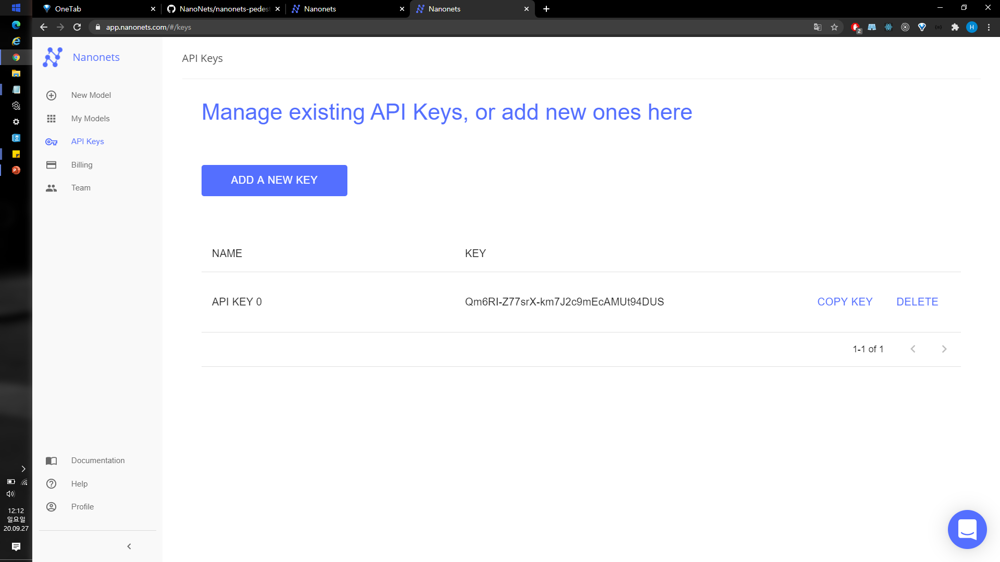 OneTab
NanoNets/nanonets-pedest
Nanonets
Nanonets
app.nanonets.com/#/keys
2
H
Nanonets
New Model
My Models
API Keys
Billing
Team
Documentation
Help
Profile
12:12
일요일
20.09.27
API Keys
Manage existing API Keys, or add new ones here
ADD A NEW KEY
NAME KEY
API KEY 0 Qm6RI-Z77srX-km7J2c9mEcAMUt94DUS COPY KEY DELETE
1-1 of 1